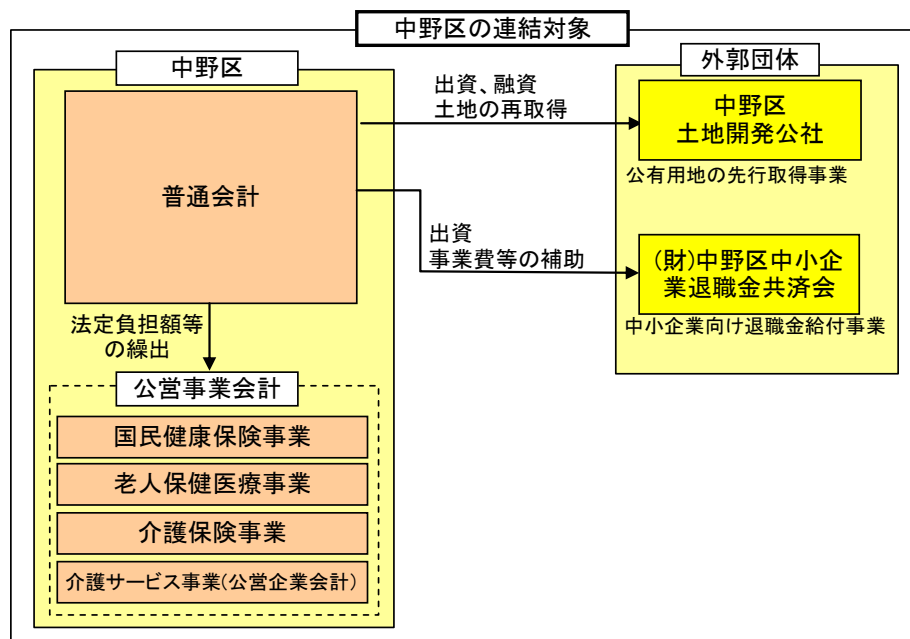 中野区の連結対象
中野区
普通会計
法定負担額等
の繰出
公営事業会計
国民健康保険事業
老人保健医療事業
介護保険事業
介護サービス事業(公営企業会計)
出資、融資
土地の再取得
出資
事業費等の補助
外郭団体
中野区
土地開発公社
公有用地の先行取得事業
(財)中野区中小企
業退職金共済会
中小企業向け退職金給付事業